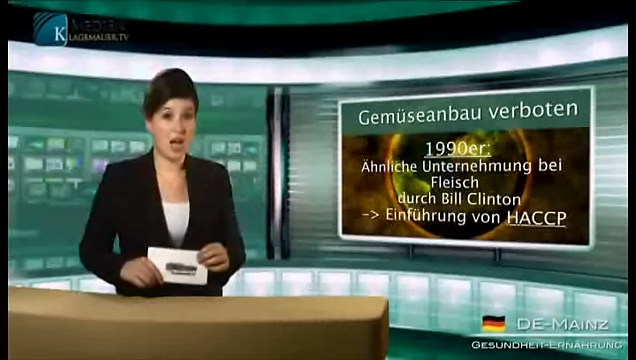 MEDIEN
KLAGEMAUER.TV
Gemüseanbau verboten
1990er:
Ähnliche Unternehmung bei
Fleisch
durch Bill Clinton
-> Einführung von HACCP
DE-MAINZ
GESUNDHEIT-ERNÄHRUNG